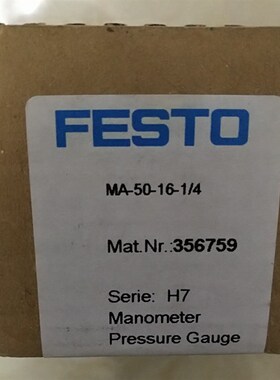 FESTO
MA-50-16-1/4
Mat.Nr.:356759
Serie: H7
Manometer
Pressure Gauge